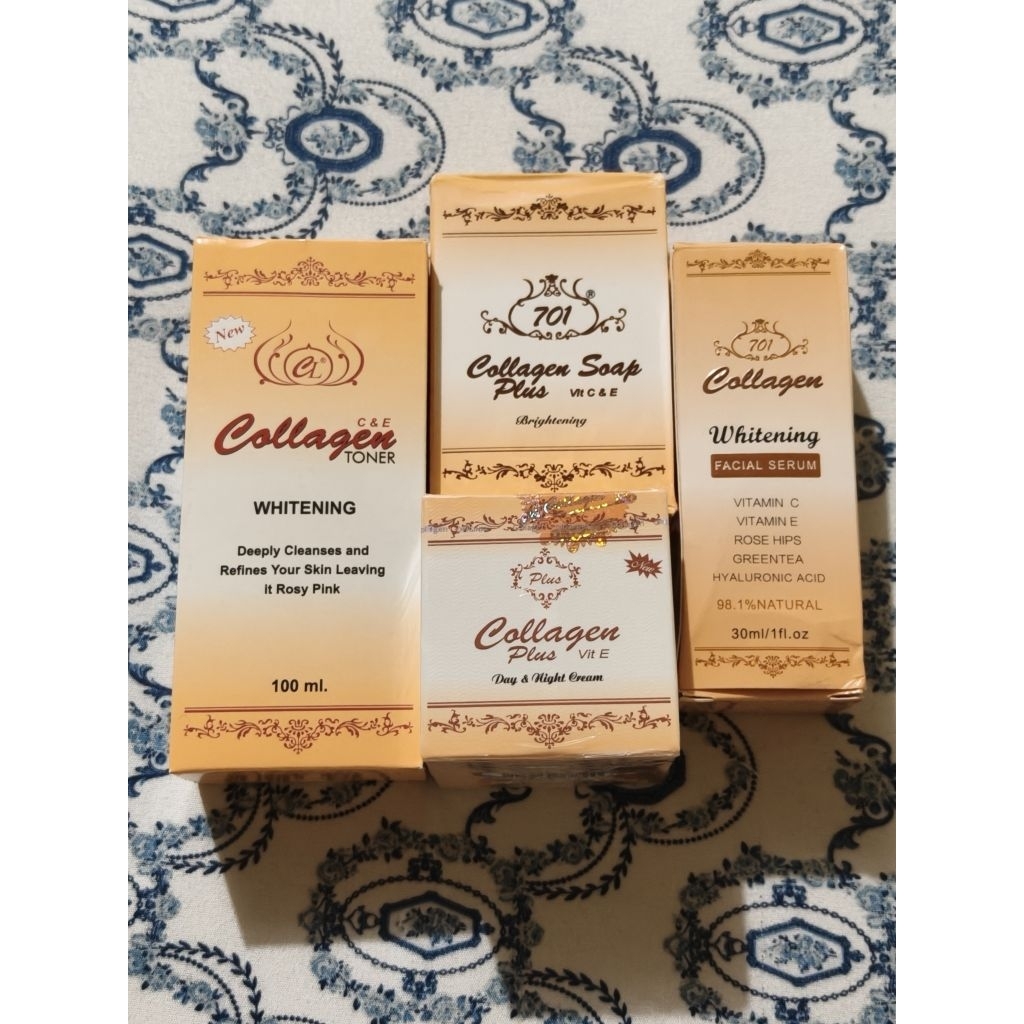 New
CL
C & E
Collagen
TONER
WHITENING
Deeply Cleanses and
Refines Your Skin Leaving
it Rosy Pink
100 ml.
701®
Collagen Soap
Plus Vit C & E
Brightening
New
Plus
Collagen
Plus Vit E
Day & Night Cream
701
Collagen
Whitening
FACIAL SERUM
VITAMIN C
VITAMIN E
ROSE HIPS
GREENTEA
HYALURONIC ACID
98.1%NATURAL
30ml/1fl.oz